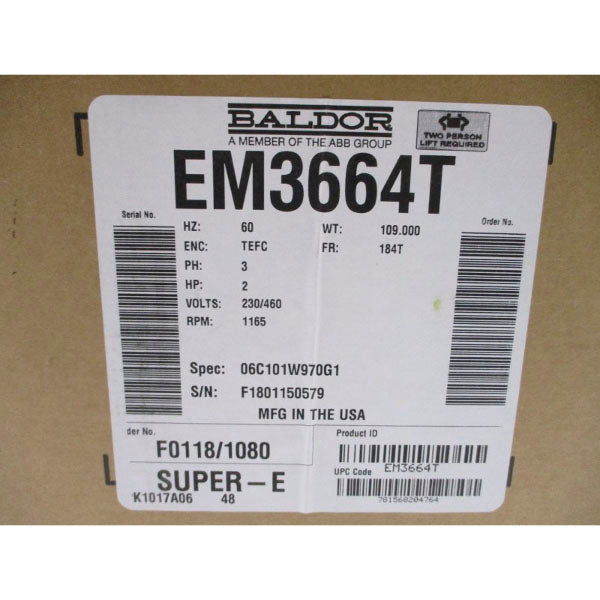 BALDOR
A MEMBER OF THE ABB GROUP
TWO PERSON
LIFT REQUIRED
EM3664T
Serial No.
Order No.
HZ: 60 WT: 109.000
ENC: TEFC FR: 184T
PH: 3
HP: 2
VOLTS: 230/460
RPM: 1165
Spec: 06C101W970G1
S/N: F1801150579
MFG IN THE USA
der No.
F0118/1080
Product ID
EM3664T
UPC Code
781568204764
SUPER-E
K1017A06 48